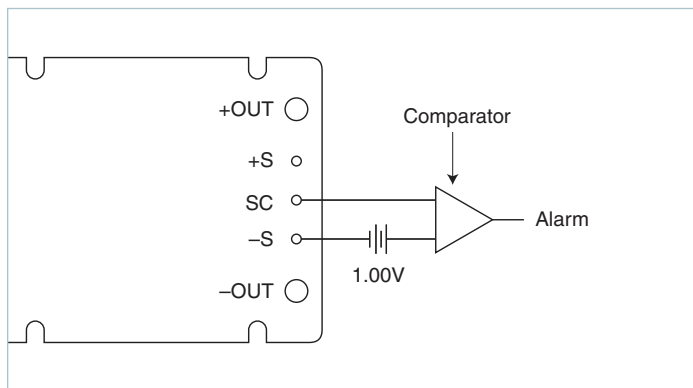 +OUT
Comparator
+S
SC
Alarm
–S
1.00V
–OUT